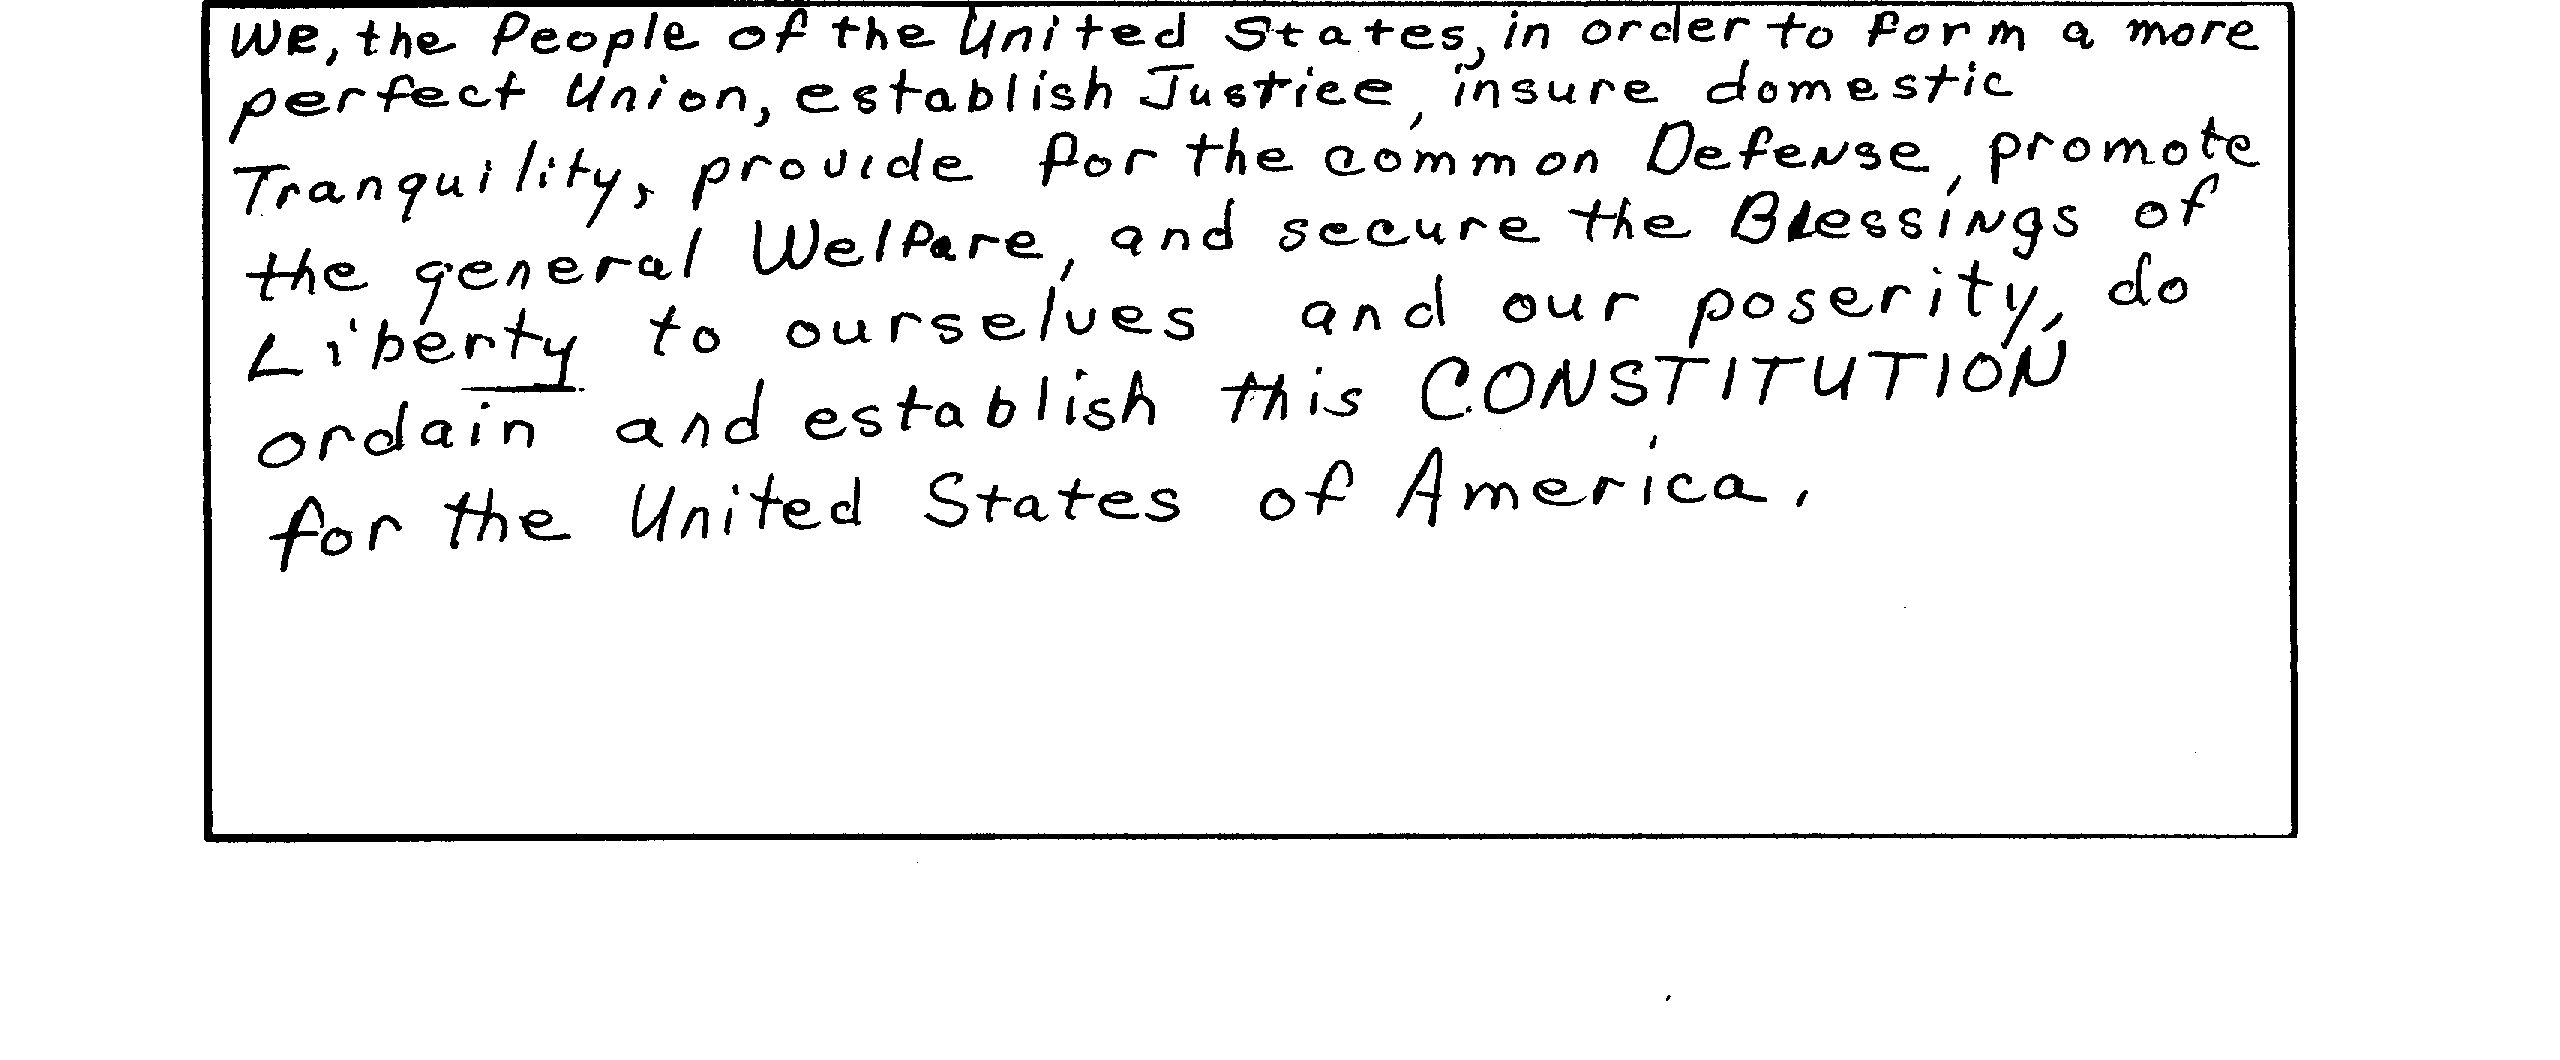 We, the People of the United States, in order to form a more
perfect Union, establish Justice, insure domestic
Tranquility, provide for the common Defense, promote
the general Welfare, and secure the Blessings of
Liberty to ourselves and our poserity, do
ordain and establish this CONSTITUTION
for the United States of America.